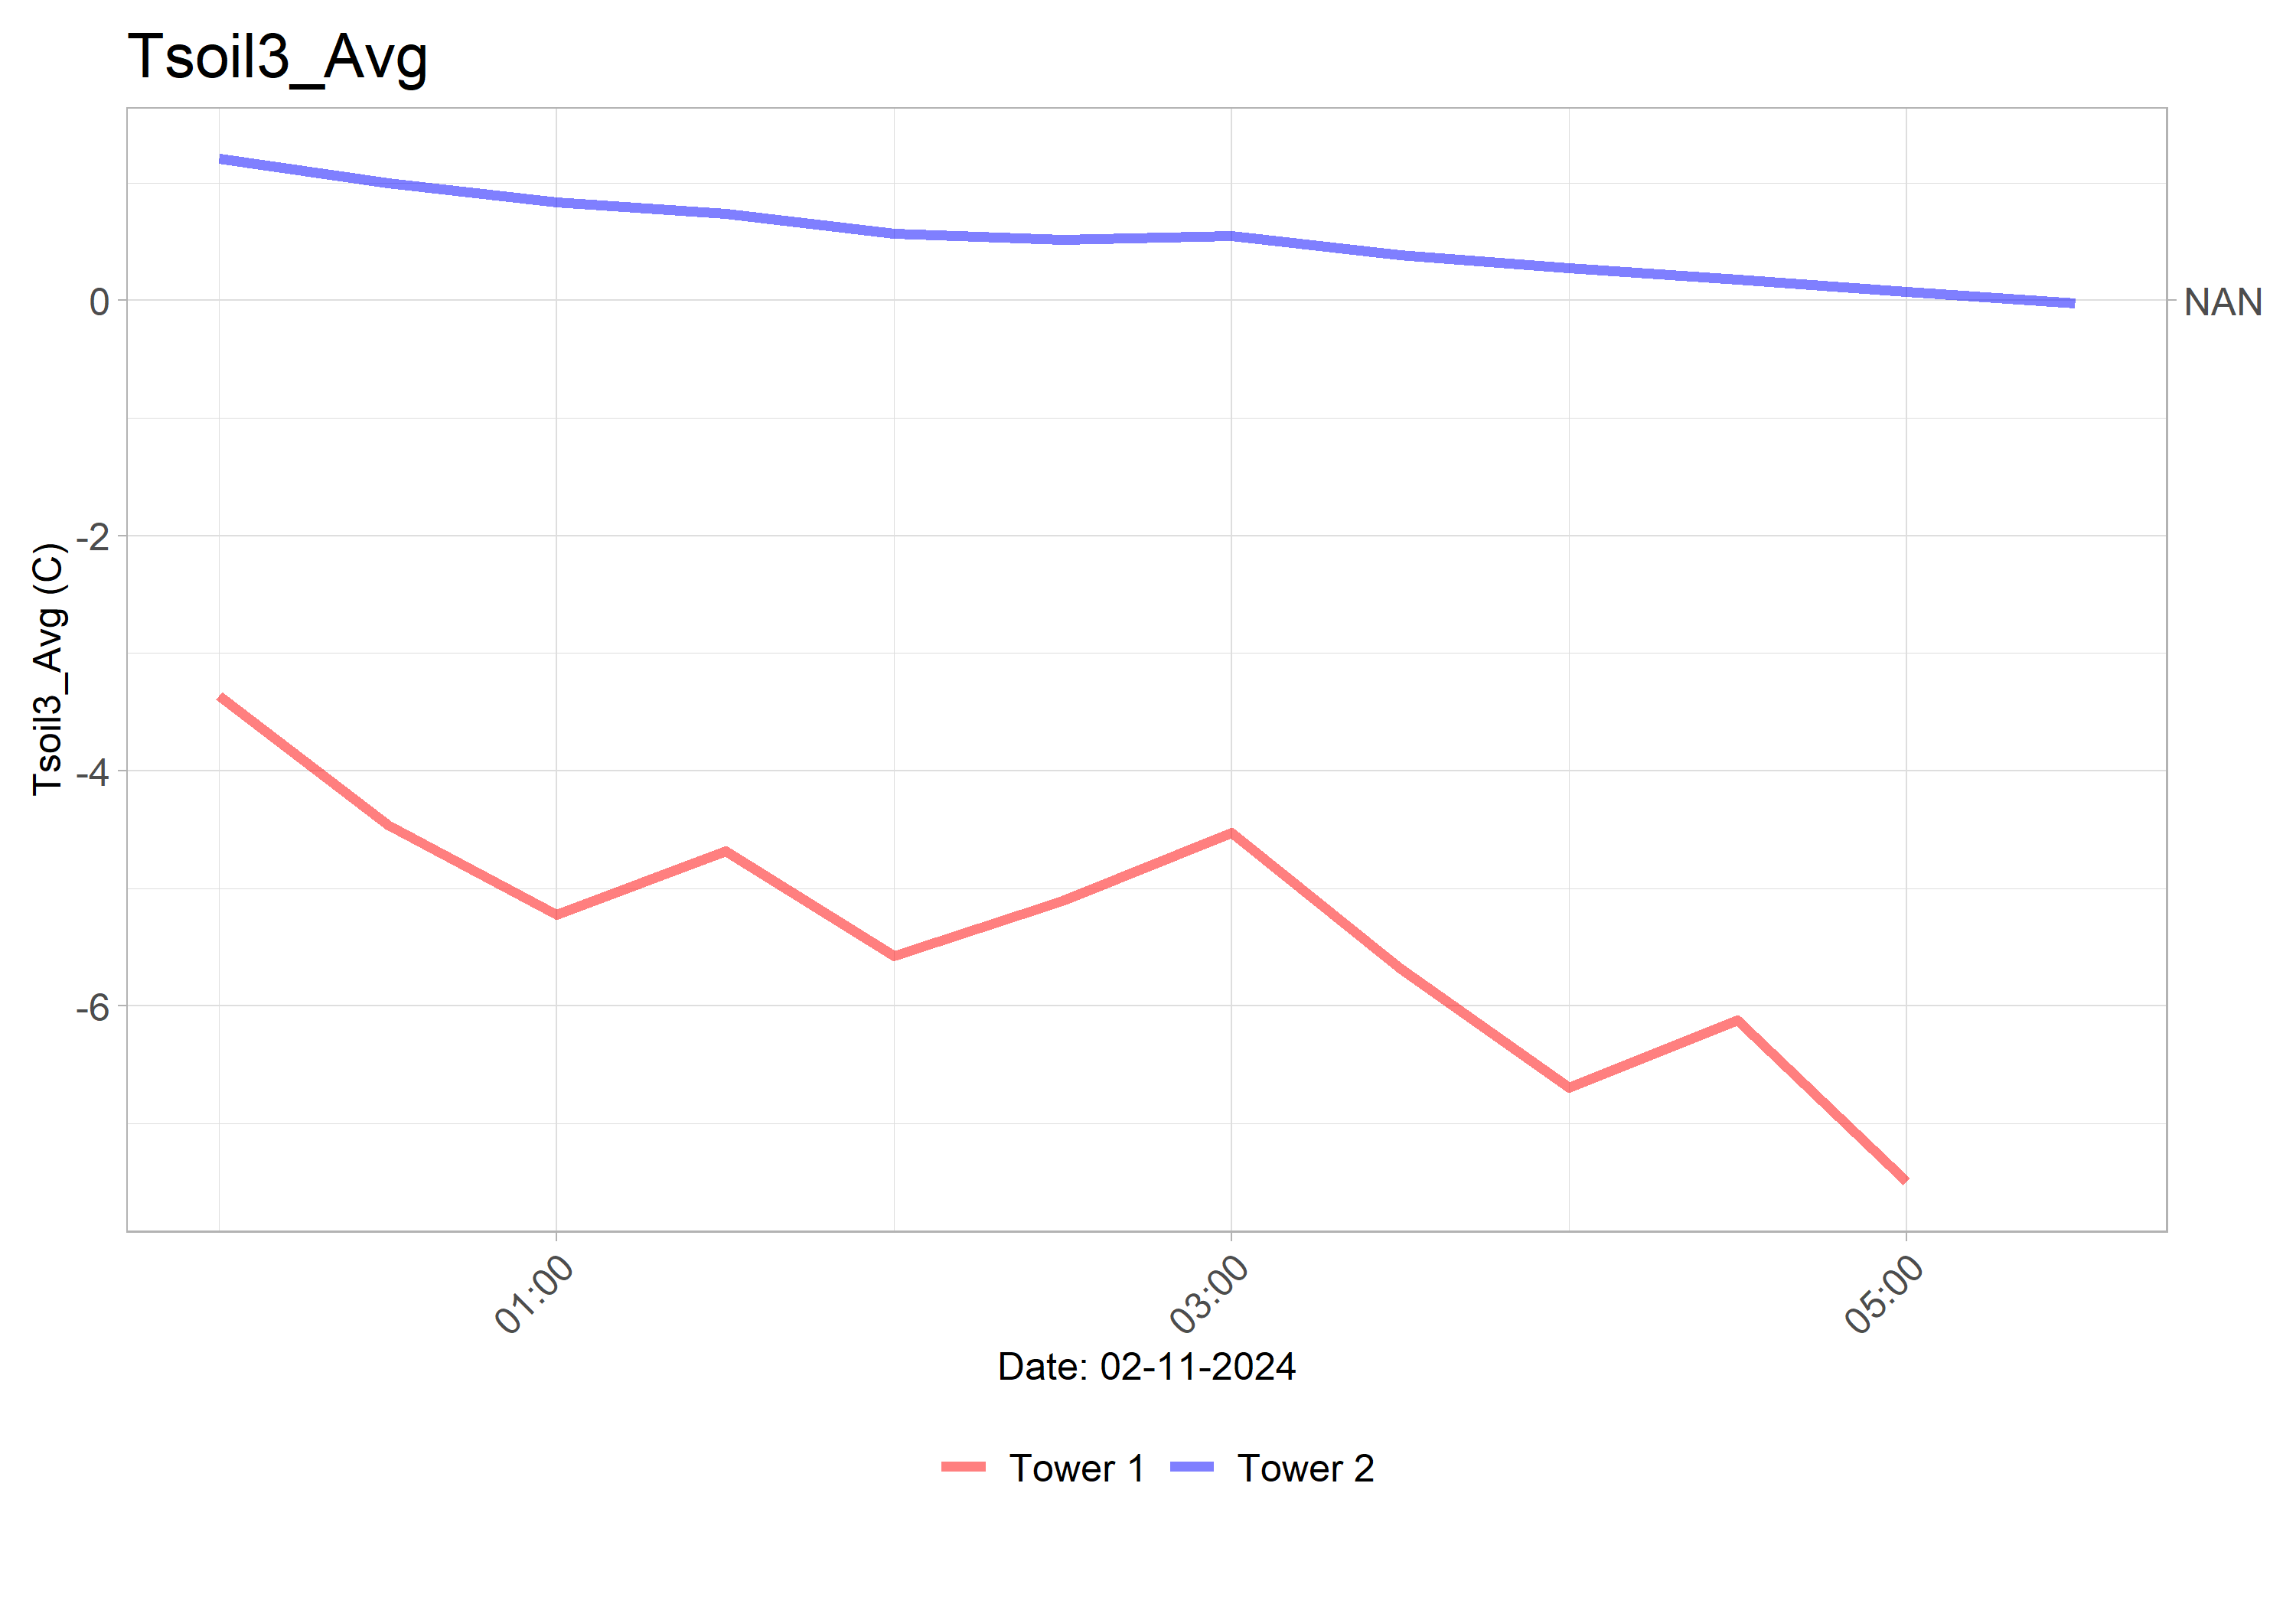 Tsoil3_Avg
Tsoil3_Avg (C)
0
-2
-4
-6
NAN
01:00
03:00
05:00
Date: 02-11-2024
Tower 1
Tower 2